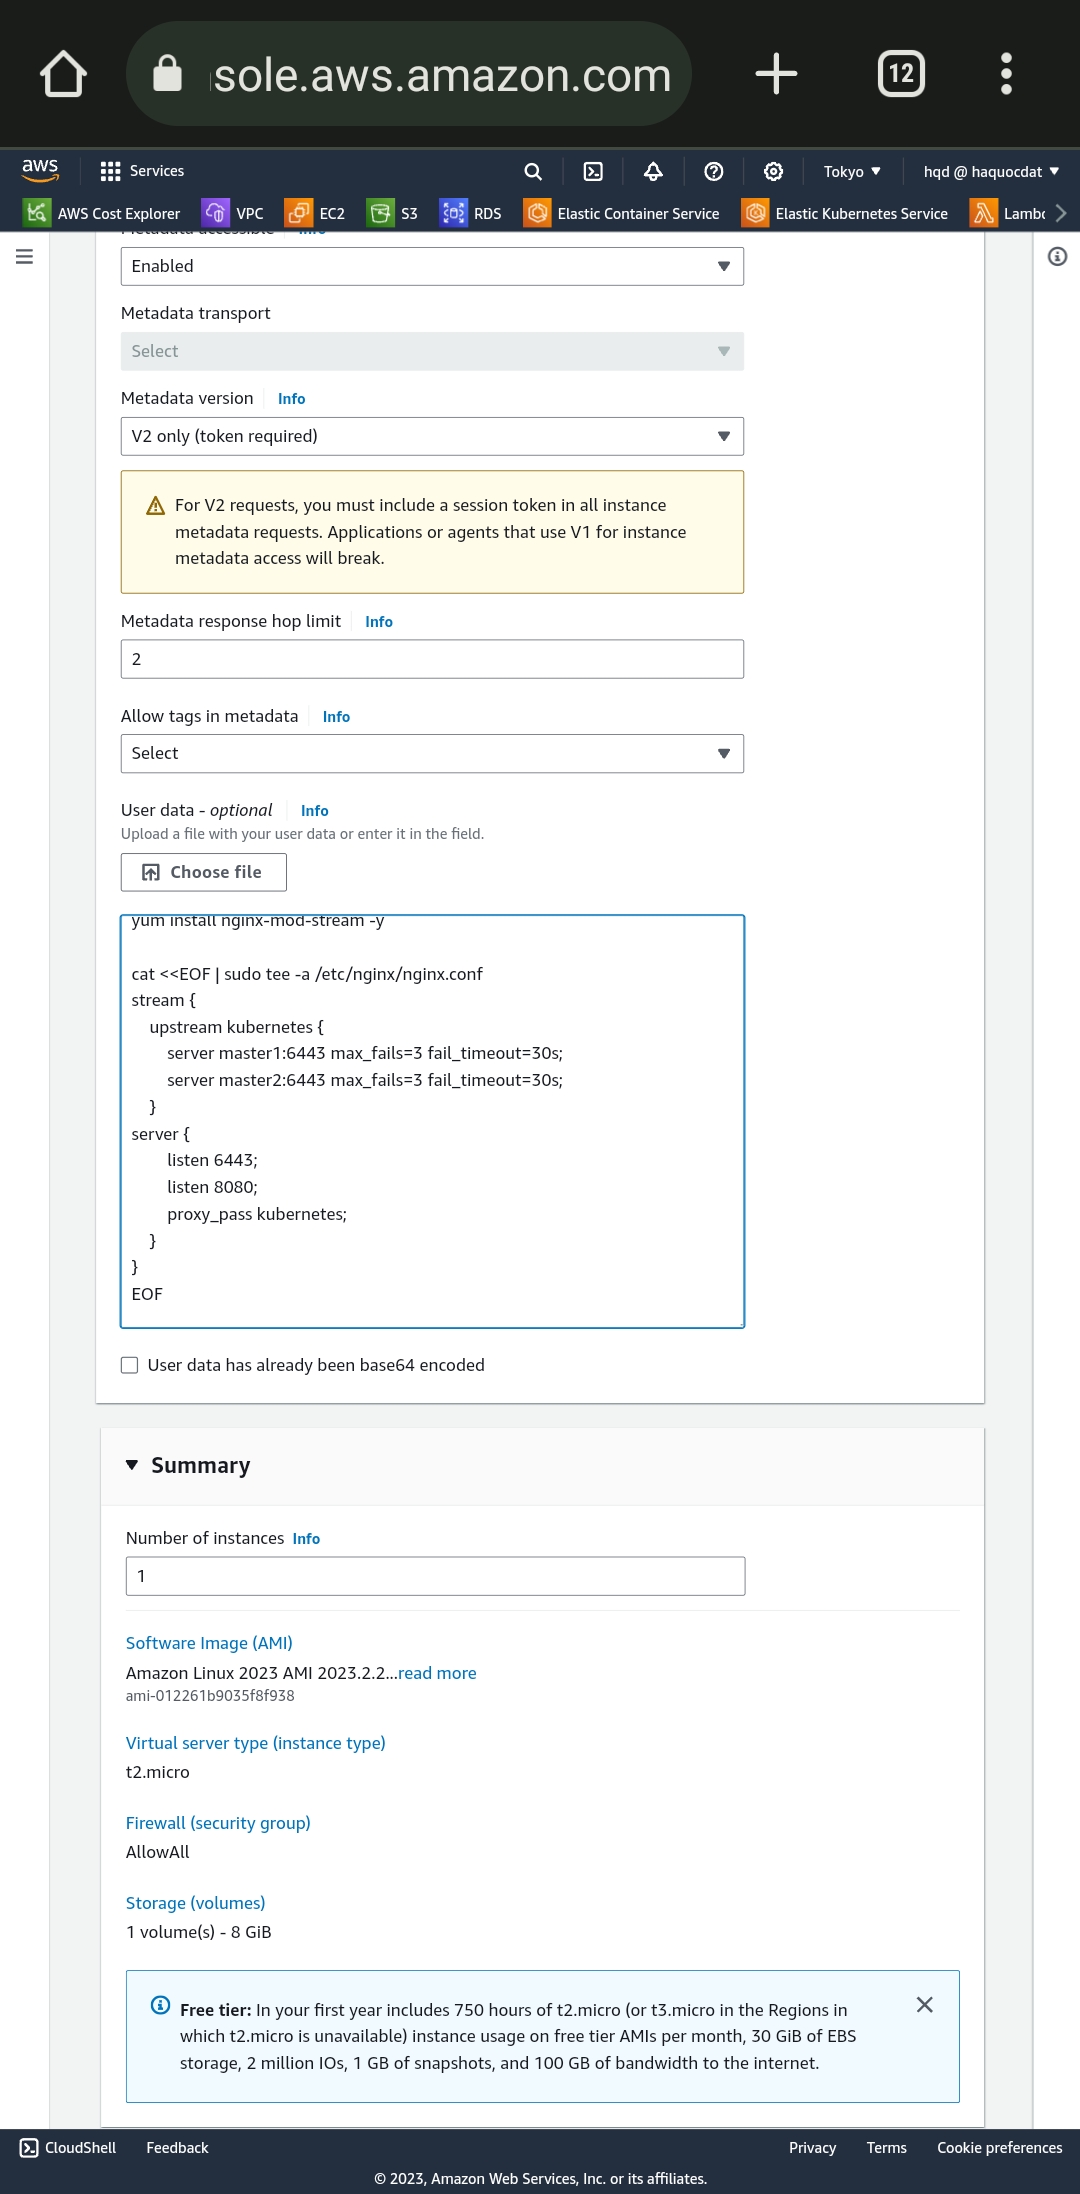 sole.aws.amazon.com
12
aws
Services
Tokyo ▼
hqd @ haquocdat ▼
AWS Cost Explorer
VPC
EC2
S3
RDS
Elastic Container Service
Elastic Kubernetes Service
Lambd
Metadata accessible
Info
Enabled
Metadata transport
Select
Metadata version
Info
V2 only (token required)
For V2 requests, you must include a session token in all instance
metadata requests. Applications or agents that use V1 for instance
metadata access will break.
Metadata response hop limit
Info
2
Allow tags in metadata
Info
Select
User data - optional
Info
Upload a file with your user data or enter it in the field.
Choose file
yum install nginx-mod-stream -y
cat <<EOF | sudo tee -a /etc/nginx/nginx.conf
stream {
upstream kubernetes {
server master1:6443 max_fails=3 fail_timeout=30s;
server master2:6443 max_fails=3 fail_timeout=30s;
}
server {
listen 6443;
listen 8080;
proxy_pass kubernetes;
}
}
EOF
User data has already been base64 encoded
Summary
Number of instances
Info
1
Software Image (AMI)
Amazon Linux 2023 AMI 2023.2.2...read more
ami-012261b9035f8f938
Virtual server type (instance type)
t2.micro
Firewall (security group)
AllowAll
Storage (volumes)
1 volume(s) - 8 GiB
Free tier: In your first year includes 750 hours of t2.micro (or t3.micro in the Regions in
which t2.micro is unavailable) instance usage on free tier AMIs per month, 30 GiB of EBS
storage, 2 million IOs, 1 GB of snapshots, and 100 GB of bandwidth to the internet.
CloudShell
Feedback
Privacy
Terms
Cookie preferences
© 2023, Amazon Web Services, Inc. or its affiliates.